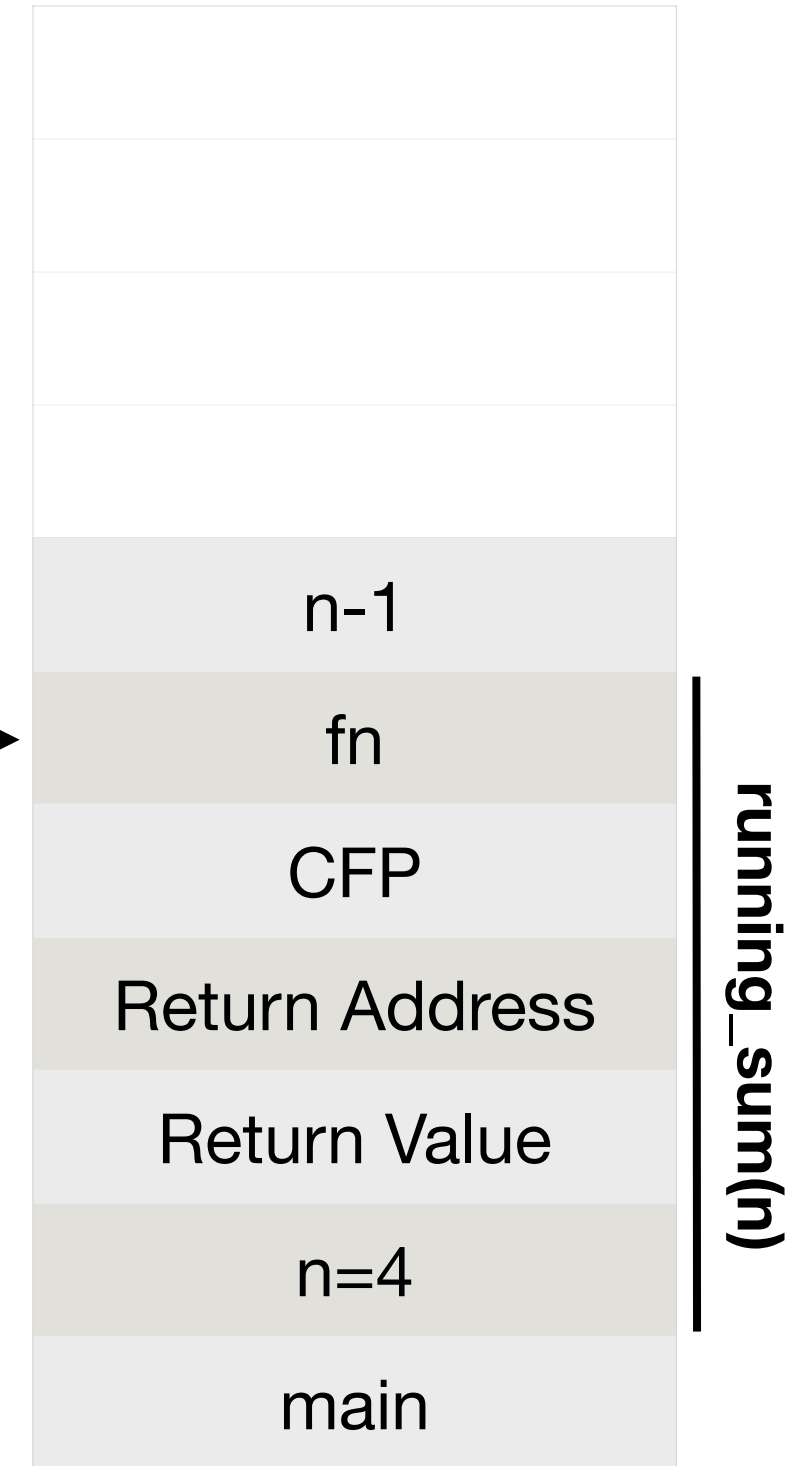 n-1
fn
CFP
Return Address
Return Value
n=4
main
running_sum(n)